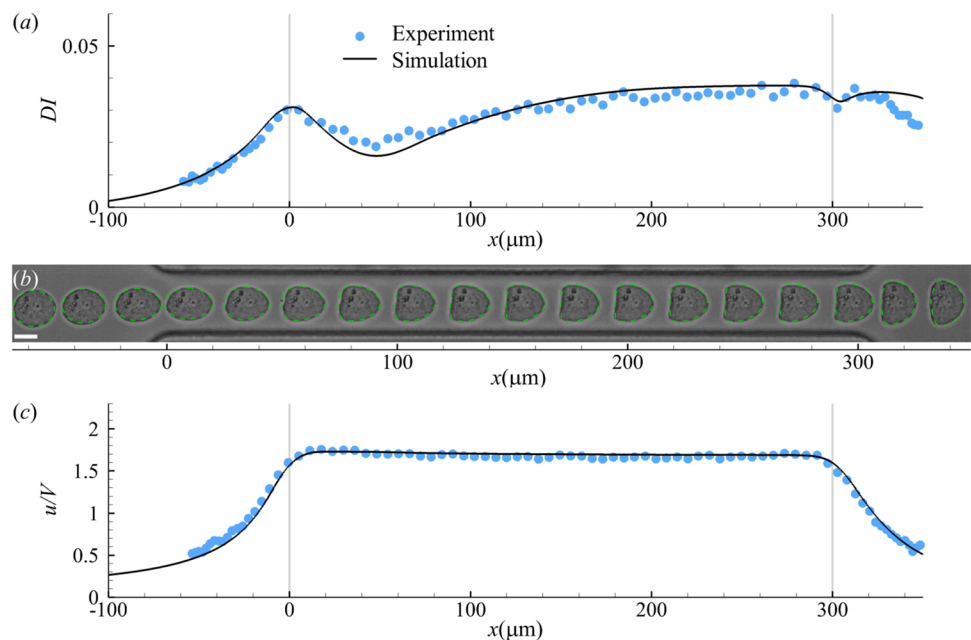 (a)
0.05
Experiment
Simulation
DI
0
-100 0 100 200 300
x(μm)
(b)
0 100 200 300
x(μm)
(c)
2
1.5
u/V
1
0.5
0
-100 0 100 200 300
x(μm)